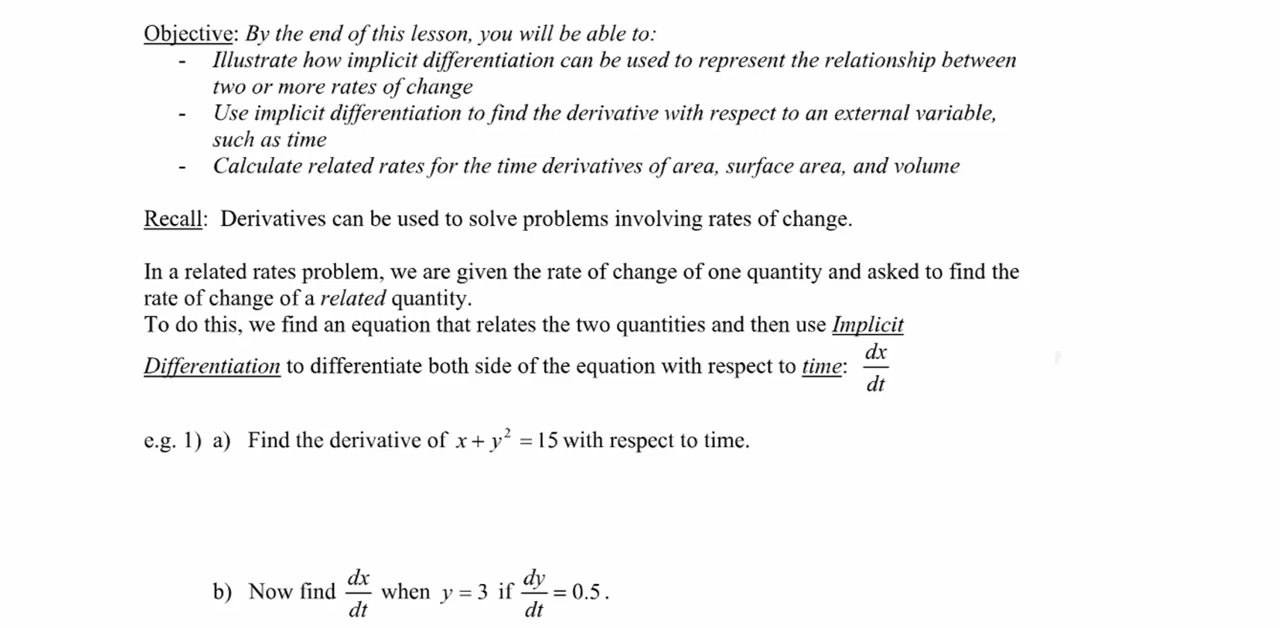 Objective: By the end of this lesson, you will be able to:
- Illustrate how implicit differentiation can be used to represent the relationship between
two or more rates of change
- Use implicit differentiation to find the derivative with respect to an external variable,
such as time
- Calculate related rates for the time derivatives of area, surface area, and volume
Recall: Derivatives can be used to solve problems involving rates of change.
In a related rates problem, we are given the rate of change of one quantity and asked to find the
rate of change of a related quantity.
To do this, we find an equation that relates the two quantities and then use Implicit
Differentiation to differentiate both side of the equation with respect to time: dx/dt
e.g. 1) a) Find the derivative of x + y² = 15 with respect to time.
b) Now find dx/dt when y = 3 if dy/dt = 0.5.